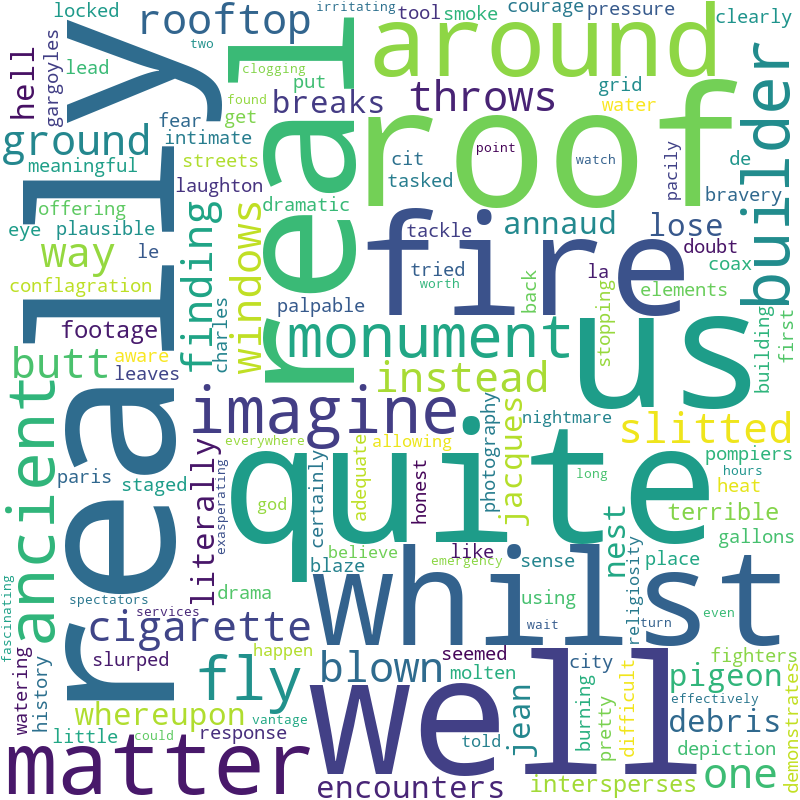 locked
rooftop
irritating
tool
smoke
courage
pressure
clearly
hell
gargoyles
lead
two
clogging
put
around
fear
found
get
breaks
throws
grid
water
builder
ground
intimate
meaningful
streets
really
real
roof
cit
point
watch
pacily
de
laughton
tasked
bravery
offering
dramatic
eye
plausible
le
finding
windows
fire
tackle
annaud
lose
doubt
way
tried
la
coax
conflagration
charles
palpable
worth
back
stopping
elements
footage
us
building
first
butt
aware
leaves
monument
instead
ancient
imagine
photography
nightmare
slitted
literally
everywhere
adequate
allowing
jacques
pompiers
paris
exasperating
quite
long
hours
staged
certainly
god
honest
heat
terrible
believe
like
emergency
nest
gallons
blaze
sense
place
fascinating
drama
using
religiosity
spectators
services
whilst
turn
even
cigarette
wait
watering
slurped
happen
seemed
city
fighters
history
fly
blown
well
molten
pigeon
effectively
whereupon
vantage
jean
burning
pretty
difficult
debris
demonstrates
little
could
response
told
depiction
matter
encounters
intersperses
one